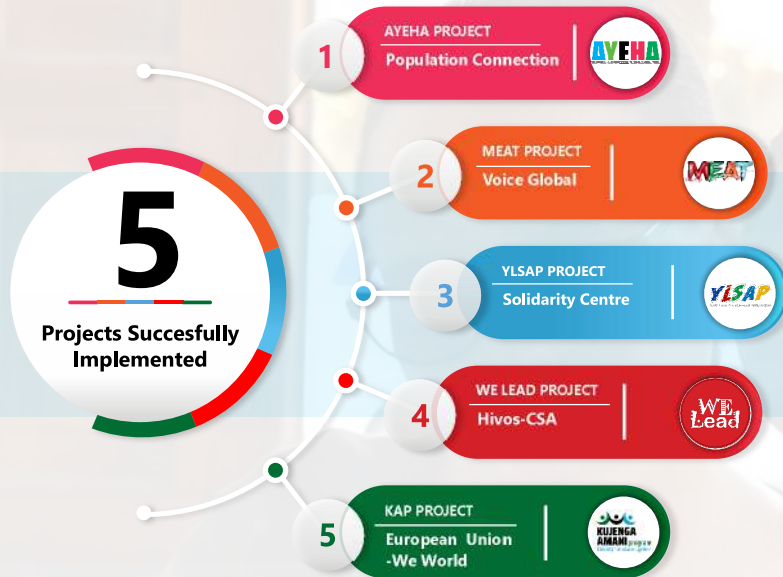 5
Projects Succesfully
Implemented
1
AYEHA PROJECT
Population Connection
AYEHA
2
MEAT PROJECT
Voice Global
MEAT
3
YLSAP PROJECT
Solidarity Centre
YLSAP
4
WE LEAD PROJECT
Hivos-CSA
WE
Lead
5
KAP PROJECT
European Union
-We World
KUJENGA
AMANI program